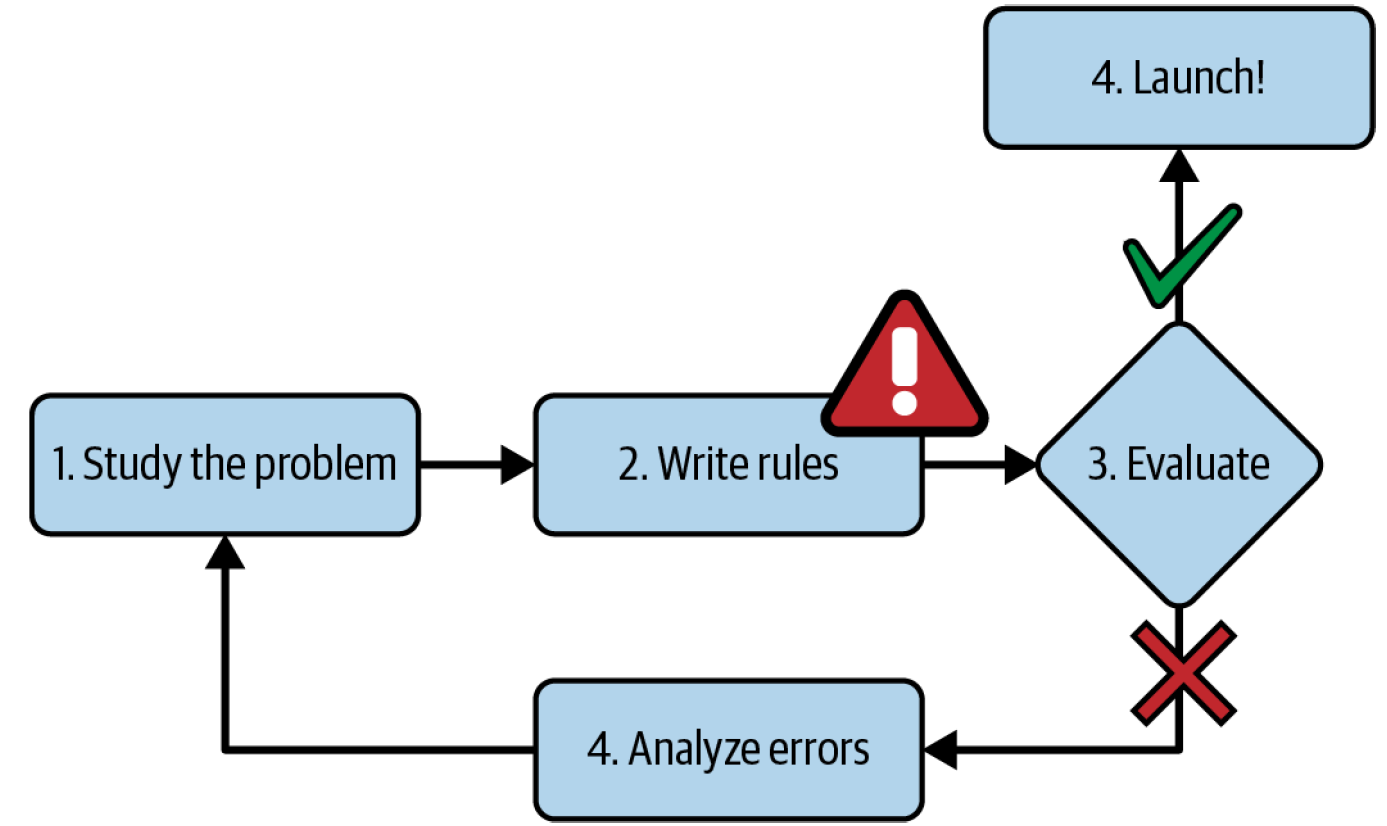 4. Launch!
1. Study the problem
2. Write rules
3. Evaluate
4. Analyze errors